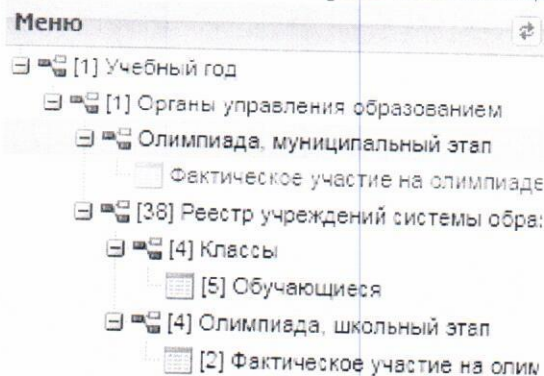 Меню
[1] Учебный год
[1] Органы управления образованием
Олимпиада, муниципальный этап
Фактическое участие на олимпиаде
[38] Реестр учреждений системы обра
[4] Классы
[5] Обучающиеся
[4] Олимпиада, школьный этап
[2] Фактическое участие на олим